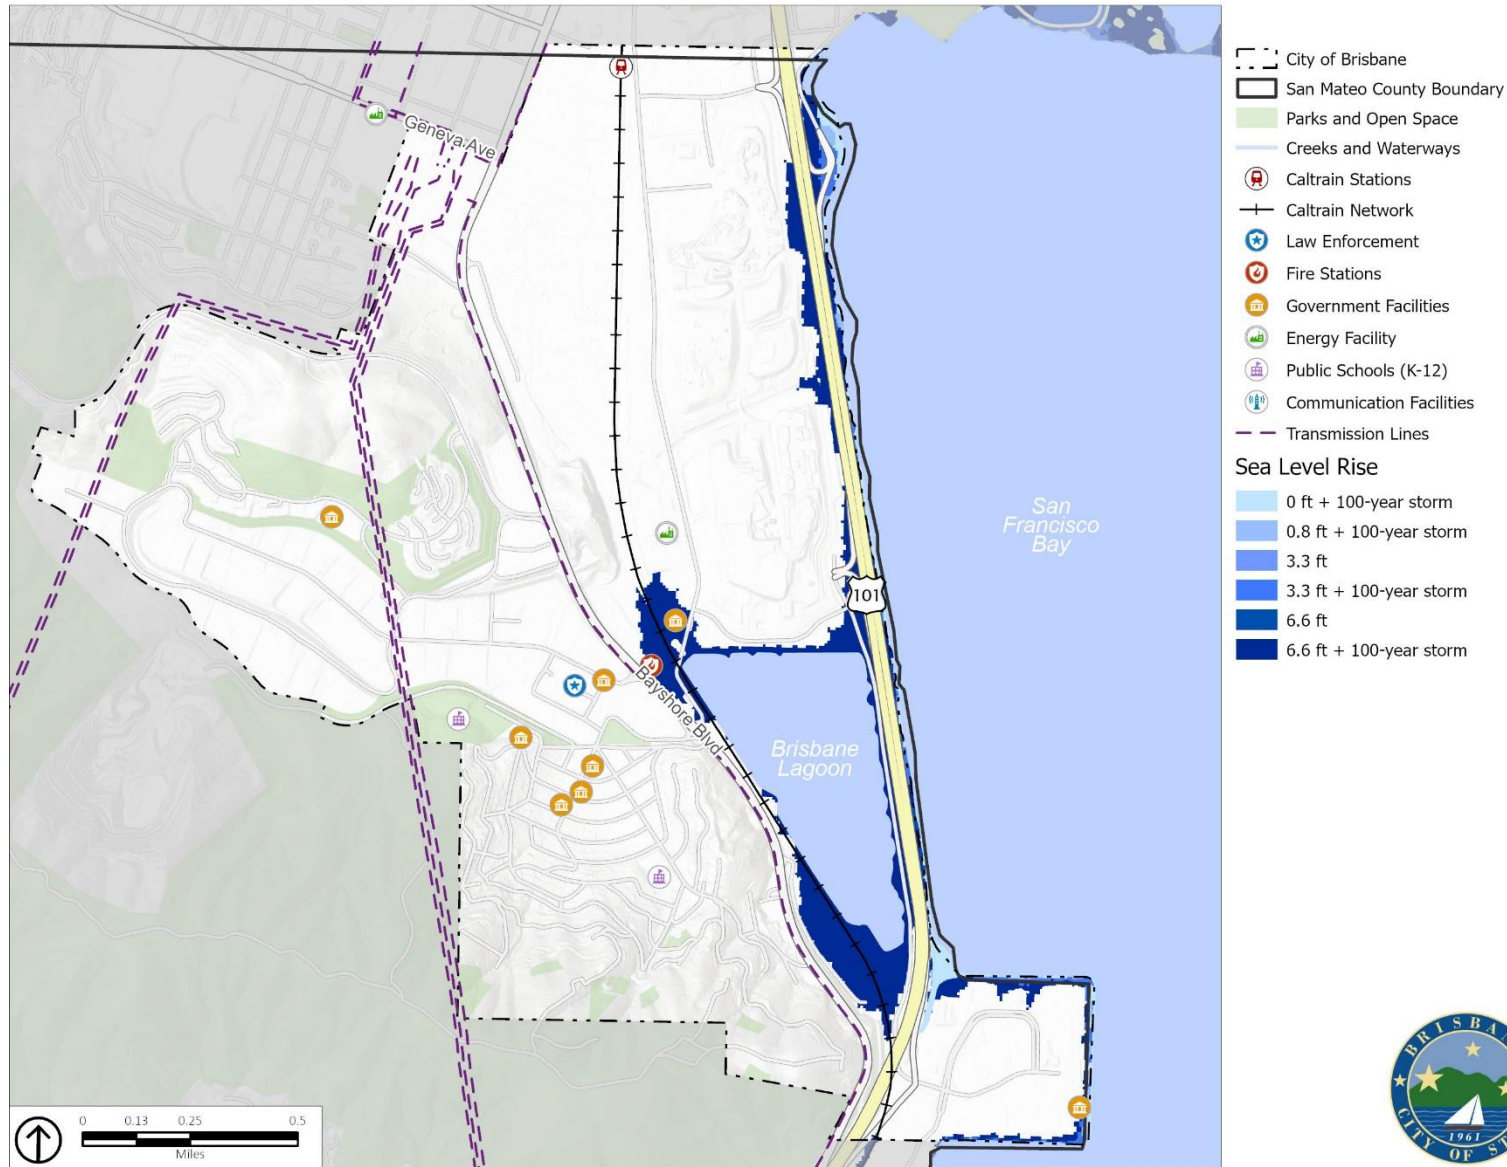 Geneva Ave
San
Francisco
Bay
101
Bayshore Blvd
Brisbane
Lagoon
0 0.13 0.25 0.5
Miles
City of Brisbane
San Mateo County Boundary
Parks and Open Space
Creeks and Waterways
Caltrain Stations
Caltrain Network
Law Enforcement
Fire Stations
Government Facilities
Energy Facility
Public Schools (K-12)
Communication Facilities
Transmission Lines
Sea Level Rise
0 ft + 100-year storm
0.8 ft + 100-year storm
3.3 ft
3.3 ft + 100-year storm
6.6 ft
6.6 ft + 100-year storm
BRISBAN
CITY OF ST
1961